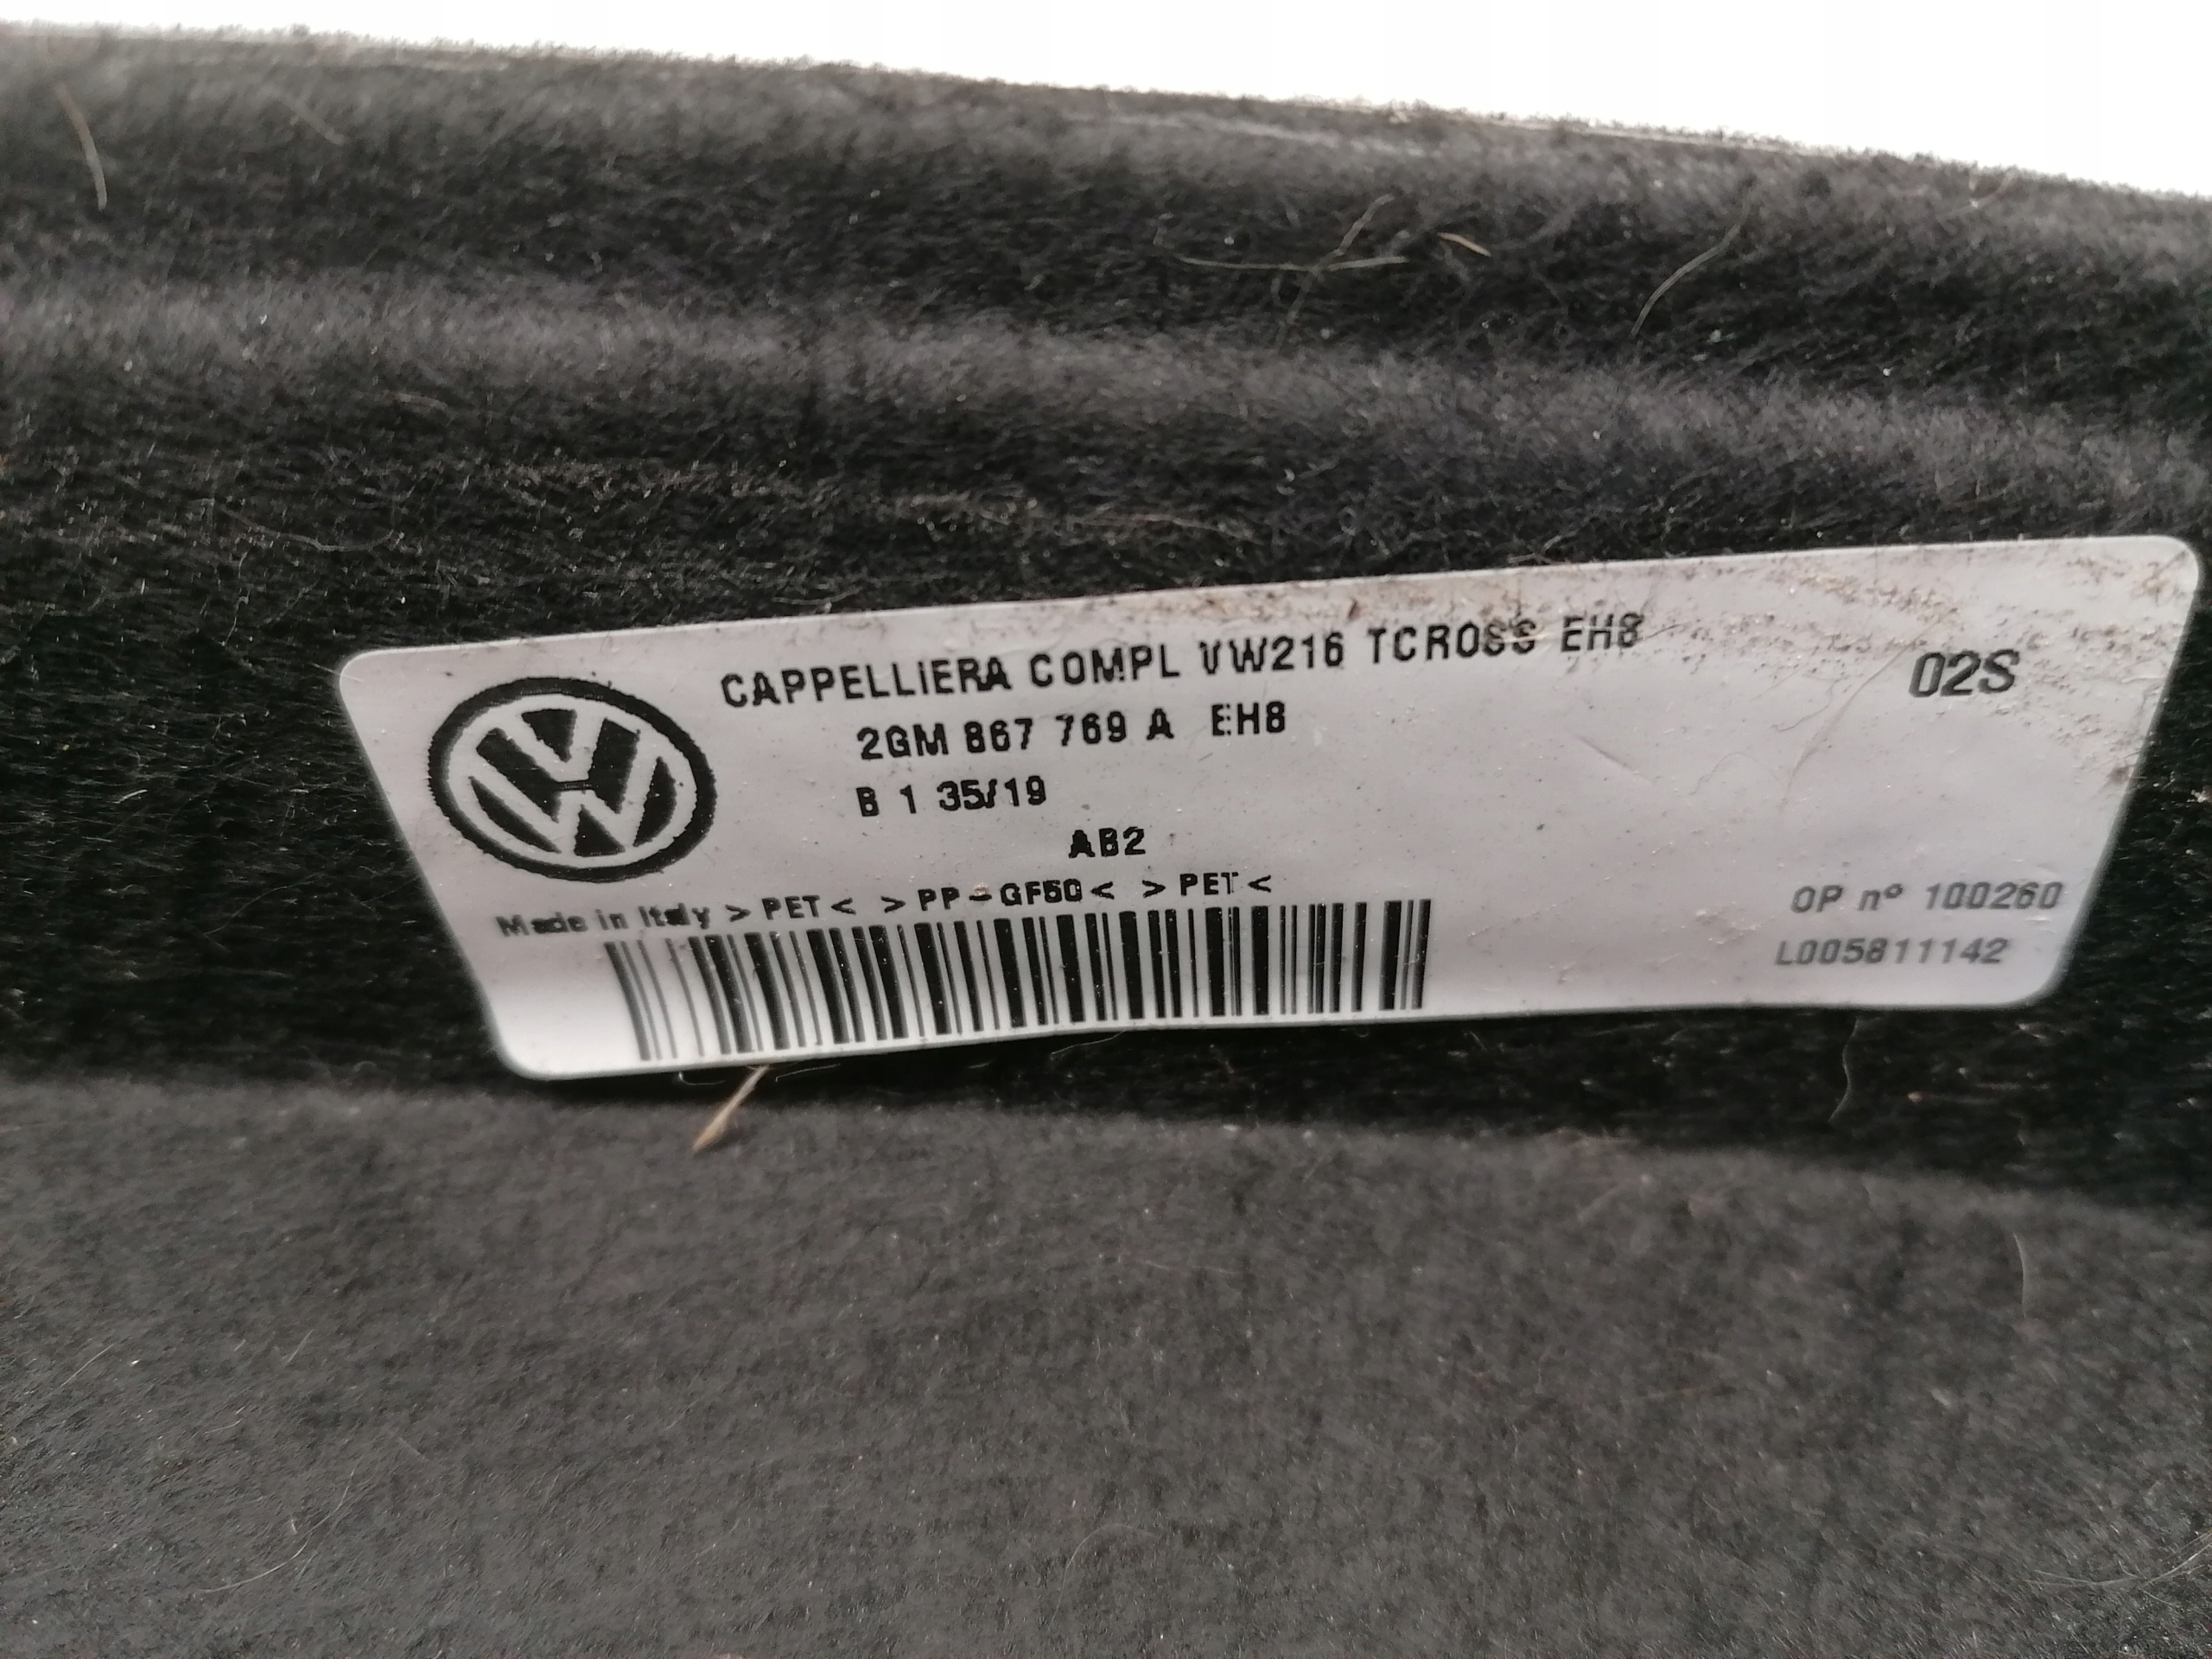 CAPPELLIERA COMPL VW216 TCROSS EH8
02S
2GM 867 769 A EH8
B 1 35/19
AB2
Made in Italy >PET< >PP-GF50< >PET<
OP nº 100260
L005811142